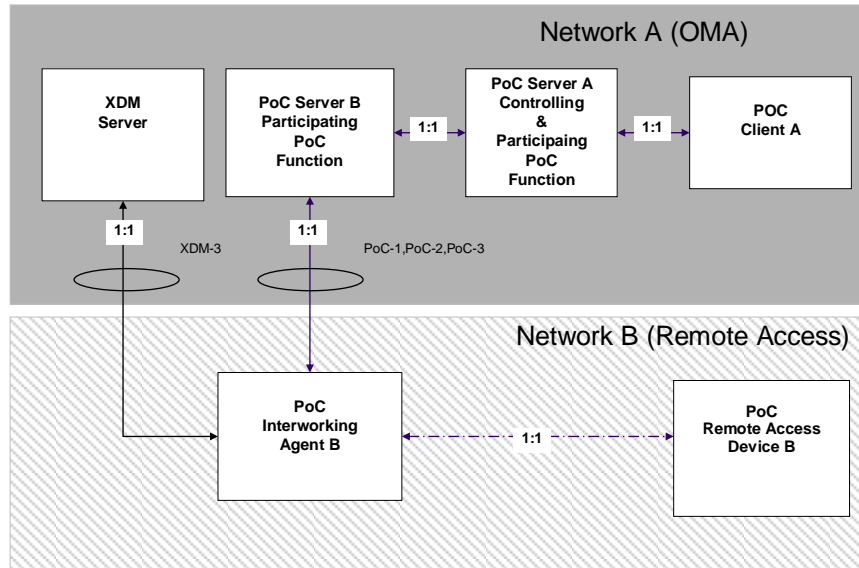 Network A (OMA)
XDM
Server
PoC Server B
Participating
PoC
Function
1:1
PoC Server A
Controlling
&
Participaing
PoC
Function
1:1
POC
Client A
1:1
XDM-3
1:1
PoC-1,PoC-2,PoC-3
Network B (Remote Access)
PoC
Interworking
Agent B
1:1
PoC
Remote Access
Device B